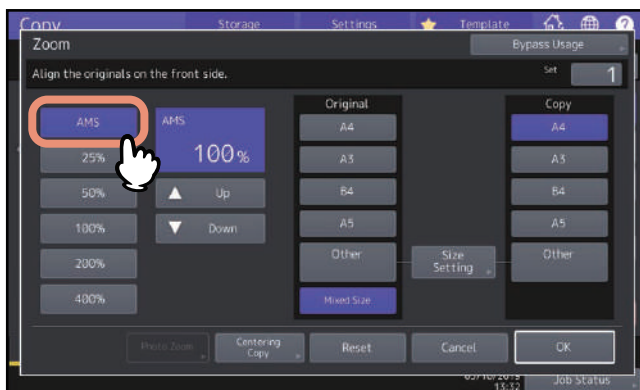 Copy Storage Settings Template
Zoom Bypass Usage
Align the originals on the front side. Set 1
Original Copy
AMS AMS A4 A4
25% 100% A3 A3
50% Up B4 B4
100% Down A5 A5
200% Other Size Setting Other
400% Mixed Size
Photo Zoom Centering Copy Reset Cancel OK
13:32 Job Status